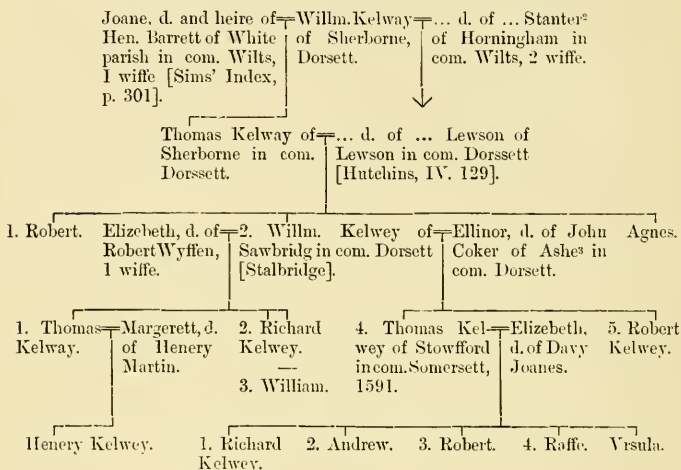 Joane, d. and heire of Willm. Kelway ... d. of ... Stanter²
Hen. Barrett of White of Sherborne, of Horningham in
parish in com. Wilts, Dorsett. com. Wilts, 2 wiffe.
1 wiffe [Sims' Index,
p. 301].
Thomas Kelway of ... d. of ... Lewson of
Sherborne in com. Lewson in com. Dorssett
Dorssett. [Hutchins, IV. 129].
1. Robert. Elizebeth, d. of 2. Willm. Kelwey of Ellinor, d. of John Agnes.
Robert Wyffen, Sawbridg in com. Dorsett Coker of Ashe³ in
1 wiffe. [Stalbridge]. com. Dorsett.
1. Thomas Margerett, d. 2. Richard 4. Thomas Kel- Elizebeth, 5. Robert
Kelway. of Henery Kelwey. wey of Stowfford d. of Davy Kelwey.
Martin. — in com. Somersett, Joanes.
3. William. 1591.
Henery Kelwey. 1. Richard 2. Andrew. 3. Robert. 4. Raffe. Vrsula.
Kelwey.